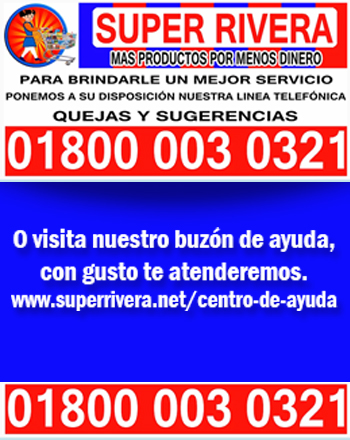 SUPER RIVERA
MAS PRODUCTOS POR MENOS DINERO
PARA BRINDARLE UN MEJOR SERVICIO
PONEMOS A SU DISPOSICIÓN NUESTRA LINEA TELEFÓNICA
QUEJAS Y SUGERENCIAS
01800 003 0321
O visita nuestro buzón de ayuda,
con gusto te atenderemos.
www.superrivera.net/centro-de-ayuda
01800 003 0321